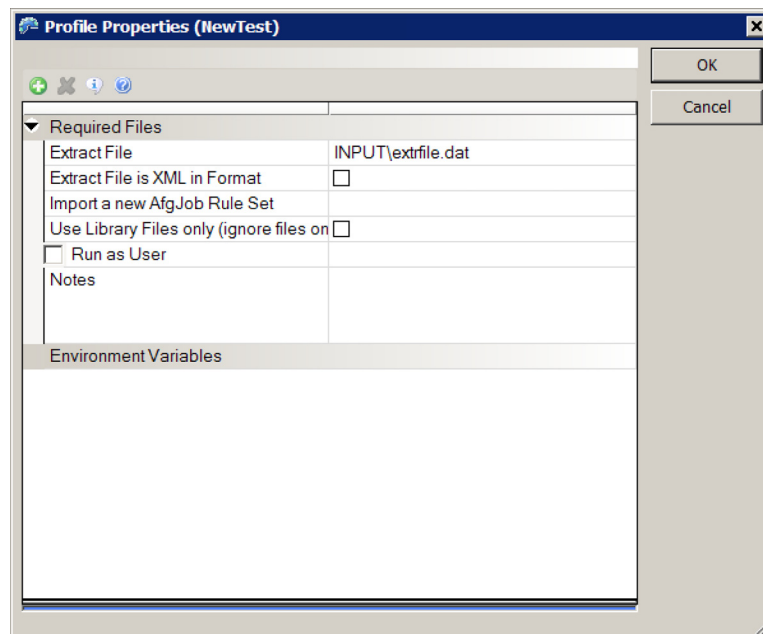 Profile Properties (NewTest)
OK
Cancel
Required Files
Extract File INPUT\extrfile.dat
Extract File is XML in Format
Import a new AfgJob Rule Set
Use Library Files only (ignore files on
Run as User
Notes
Environment Variables